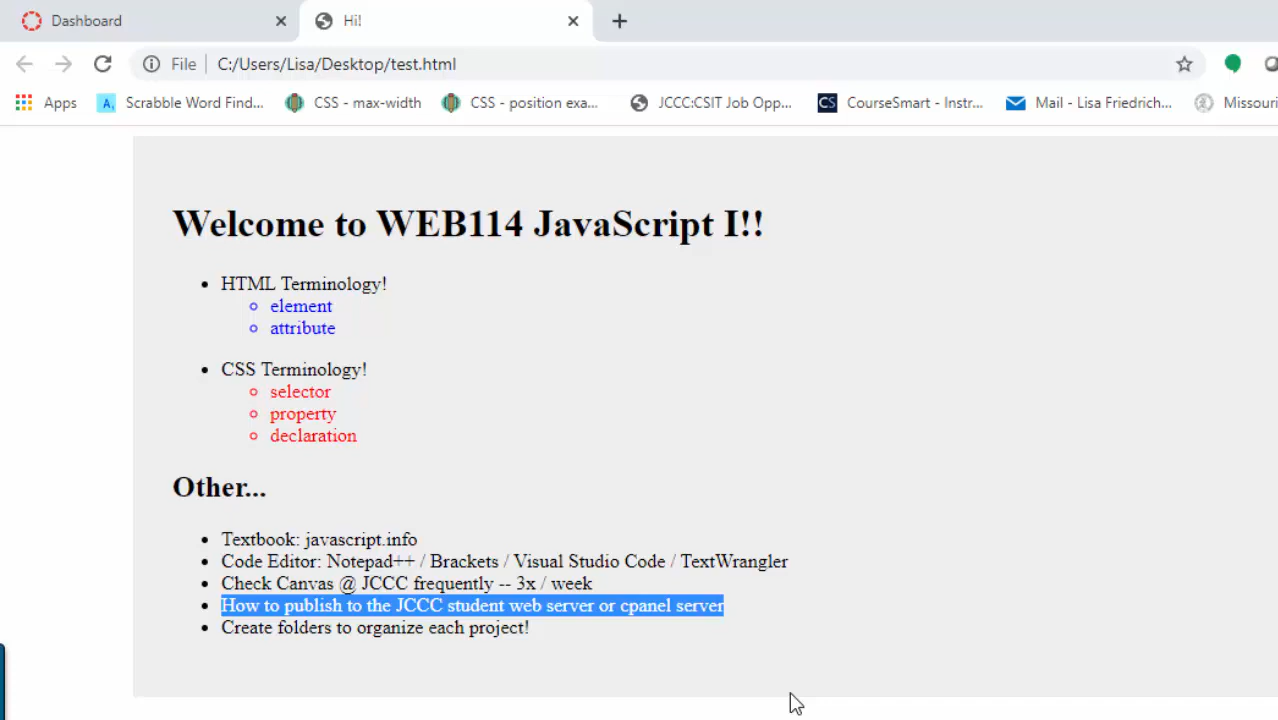 Dashboard
Hi!
File
C:/Users/Lisa/Desktop/test.html
Apps
Scrabble Word Find...
CSS - max-width
CSS - position exa...
JCCC:CSIT Job Opp...
CourseSmart - Instr...
Mail - Lisa Friedrich...
Missouri
Welcome to WEB114 JavaScript I!!
HTML Terminology!
element
attribute
CSS Terminology!
selector
property
declaration
Other...
Textbook: javascript.info
Code Editor: Notepad++ / Brackets / Visual Studio Code / TextWrangler
Check Canvas @ JCCC frequently -- 3x / week
How to publish to the JCCC student web server or cpanel server
Create folders to organize each project!